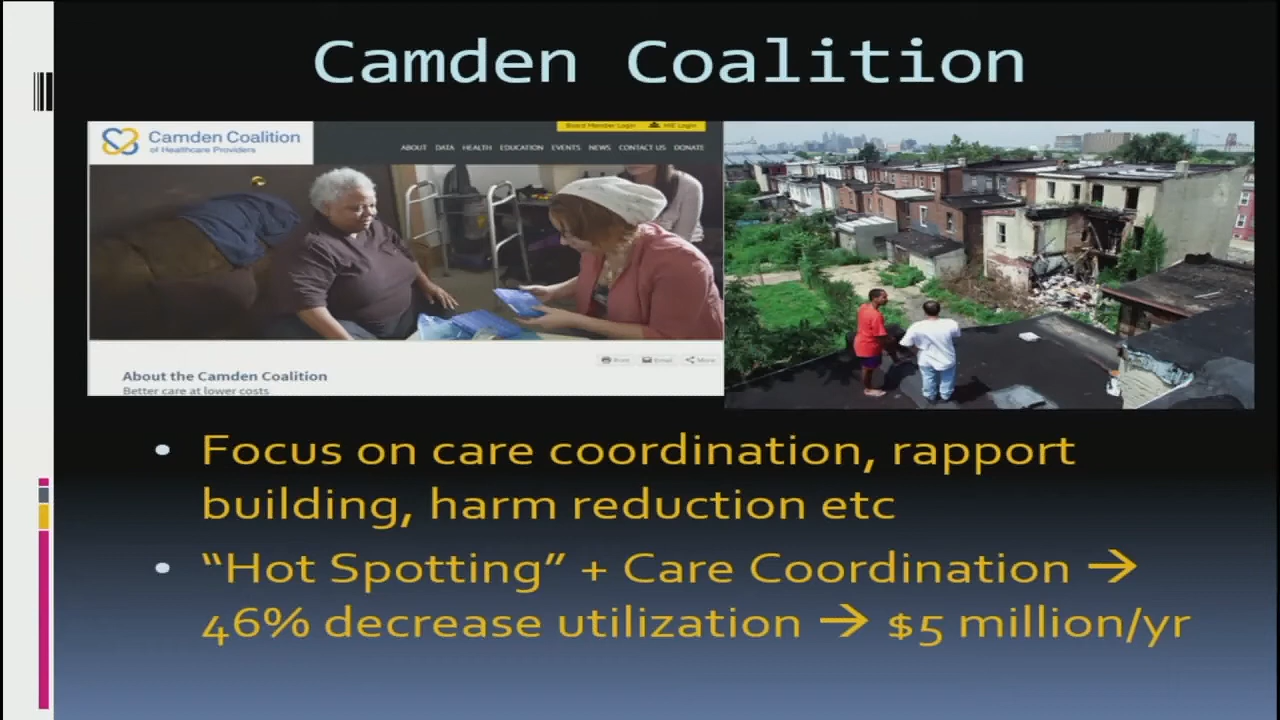 Camden Coalition
Camden Coalition
of Healthcare Providers
Board Member Login HIE Login
ABOUT DATA HEALTH EDUCATION EVENTS NEWS CONTACT US DONATE
Print Email More
About the Camden Coalition
Better care at lower costs
• Focus on care coordination, rapport
building, harm reduction etc
• “Hot Spotting” + Care Coordination →
46% decrease utilization → $5 million/yr